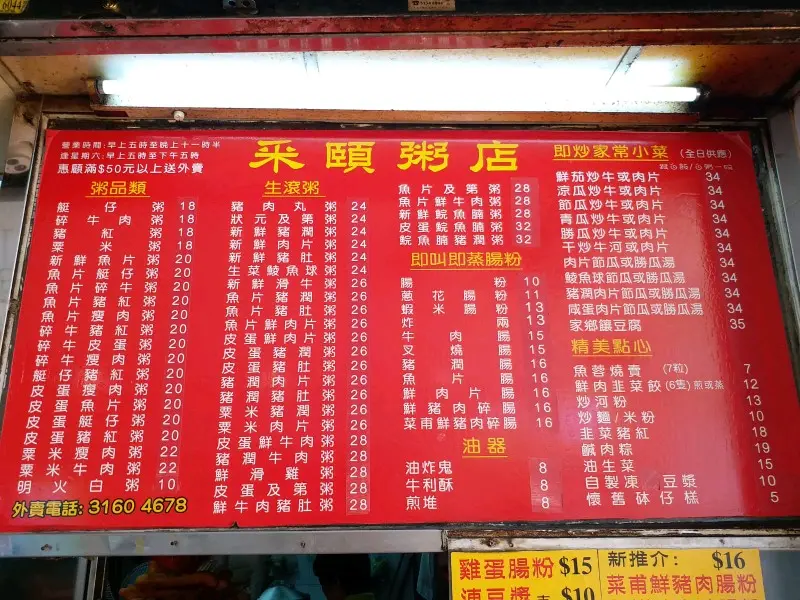 60447
營業時間:早上五時至晚上十一時半
逢星期六:早上五時至下午五時
惠顧滿$50元以上送外賣
采頤粥店
粥品類
艇仔粥 18
碎牛肉粥 18
豬紅粥 18
粟米粥 18
新鮮魚片粥 20
魚片艇仔粥 20
魚片碎牛粥 20
魚片豬紅粥 20
魚片瘦肉粥 20
碎牛豬紅粥 20
碎牛皮蛋粥 20
碎牛瘦肉粥 20
艇仔豬紅粥 20
皮蛋瘦肉粥 20
皮蛋魚片粥 20
皮蛋艇仔粥 20
皮蛋豬紅粥 20
粟米瘦肉粥 22
粟米牛肉粥 22
明火白粥 10
外賣電話: 3160 4678
生滾粥
豬肉丸粥 24
狀元及第粥 24
新鮮豬潤粥 24
新鮮肉片粥 24
新鮮豬肚粥 24
生菜鯪魚球粥 24
新鮮滑牛粥 26
魚片豬潤粥 26
魚片豬肚粥 26
魚片鮮肉片粥 26
皮蛋鮮肉片粥 26
皮蛋豬潤粥 26
皮蛋豬肚粥 26
豬潤肉片粥 26
豬潤豬肚粥 26
粟米豬潤粥 26
粟米肉片粥 26
皮蛋鮮牛肉粥 28
豬潤牛肉粥 28
鮮滑雞粥 28
皮蛋及第粥 28
鮮牛肉豬肚粥 28
魚片及第粥 28
魚片鮮牛肉粥 28
新鮮鯇魚腩粥 28
皮蛋鯇魚腩粥 32
鯇魚腩豬潤粥 32
即叫即蒸腸粉
腸粉 10
蔥花腸 11
蝦米腸粉 13
炸兩 13
牛肉腸 15
叉燒腸 15
豬潤腸 16
魚片腸 16
鮮肉片腸 16
鮮豬肉碎腸 16
菜甫鮮豬肉碎腸 16
油器
油炸鬼 8
牛利酥 8
煎堆 8
即炒家常小菜 (全日供應)
鮮茄炒牛或肉片 34
涼瓜炒牛或肉片 34
節瓜炒牛或肉片 34
青瓜炒牛或肉片 34
勝瓜炒牛或肉片 34
干炒牛河或肉片 34
肉片節瓜或勝瓜湯 34
鯪魚球節瓜或勝瓜湯 34
豬潤肉片節瓜或勝瓜湯 34
咸蛋肉片節瓜或勝瓜湯 34
家鄉釀豆腐 35
精美點心
魚蓉燒賣 (7粒) 7
鮮肉韭菜餃 (6隻)煎或蒸 12
炒河粉 13
炒麵/米粉 10
韭菜豬紅 18
鹹肉粽 19
油生菜 15
自製凍豆漿 10
懷舊砵仔糕 5
雞蛋腸粉 $15
凍豆漿 $10
新推介: $16
菜甫鮮豬肉腸粉